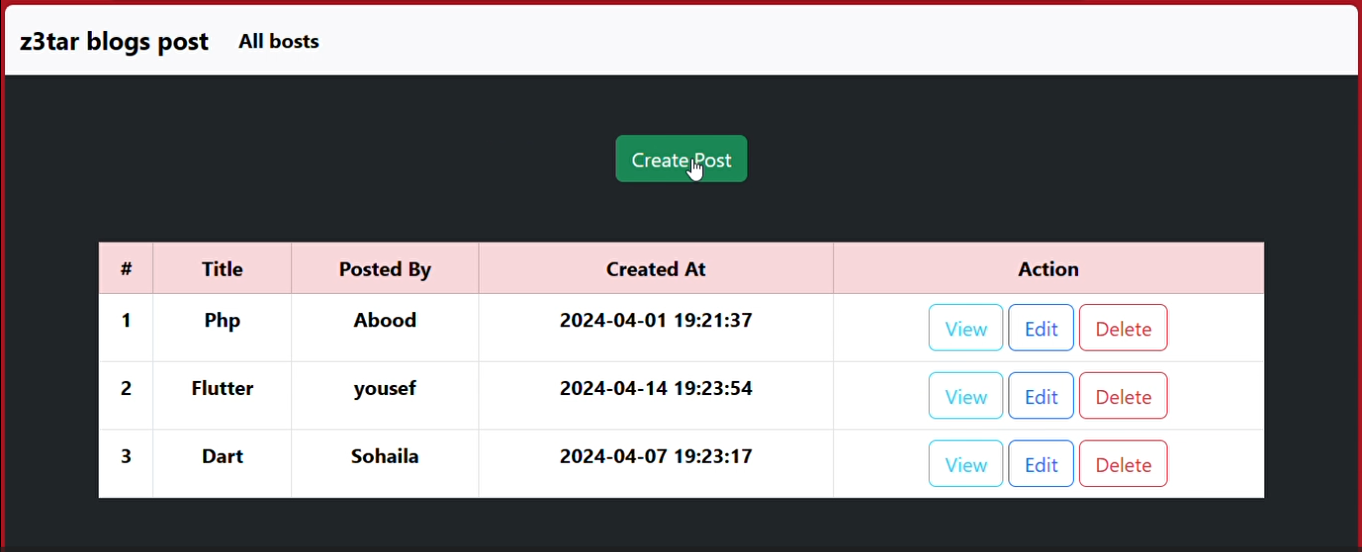 z3tar blogs post All bosts
Create Post
# Title Posted By Created At Action
1 Php Abood 2024-04-01 19:21:37 View Edit Delete
2 Flutter yousef 2024-04-14 19:23:54 View Edit Delete
3 Dart Sohaila 2024-04-07 19:23:17 View Edit Delete